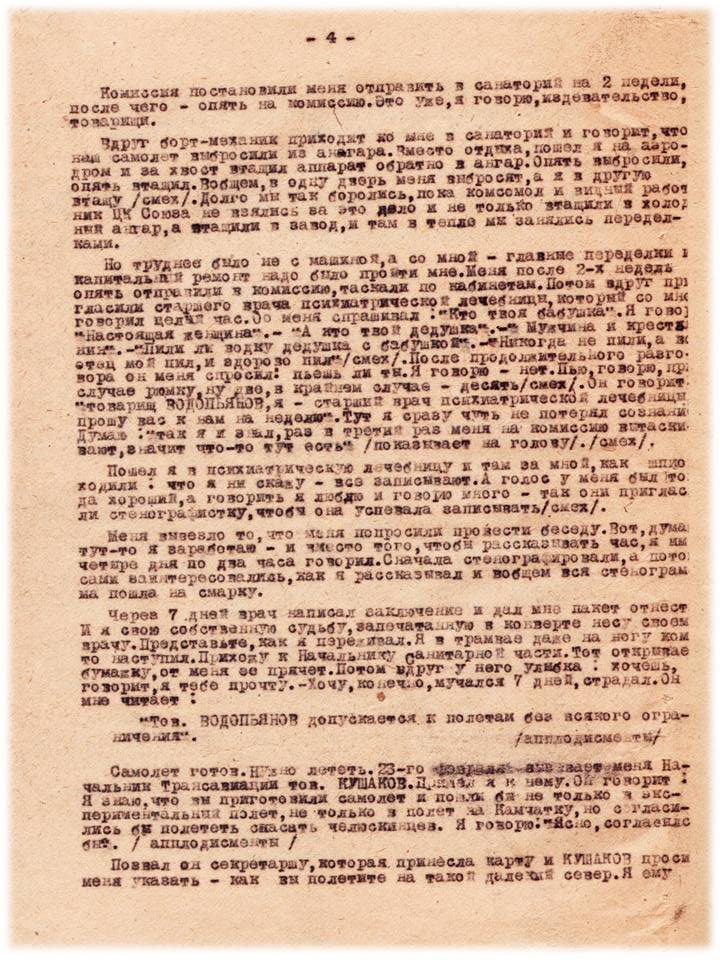 - 4 -
Комиссия постановили меня отправить в санаторий на 2 недели,
после чего - опять на комиссию.Это уже,я говорю,издевательство,
товарищи.
Вдруг борт-механик приходит ко мне в санаторий и говорит,что
наш самолет выбросили из ангара.Вместо отдыха,пошел я на аэро-
дром и за хвост втащил аппарат обратно в ангар.Опять выбросили,
опять втащил.Вобщем,в одну дверь меня выбросят,а я в другую
втащу /смех/.Долго мы так боролись,пока комсомол и видный работ
ник ЦК Союза не взялись за это дело и не только втащили в холод
ный ангар,а втащили в завод,и там в тепле мы занялись передел-
ками.
Но труднее было не с машиной,а со мной - главные переделки и
капитальный ремонт надо было пройти мне.Меня после 2-х недель
опять отправили в комиссию,таскали по кабинетам.Потом вдруг при
гласили старшего врача психиатрической лечебницы,который со мно
говорил целый час.Он меня спрашивал :"Кто твоя бабушка".Я говор
"Настоящая женщина".- "А кто твой дедушка".-" Мужчина и крестья
нин".-"Пили ли водку дедушка с бабушкой".-"Никогда не пили,а во
отец мой пил,и здорово пил"/смех/.После продолжительного разго-
вора он меня спросил: пьешь ли ты.Я говорю - нет.Пью,говорю,при
случае рюмку,ну две,в крайнем случае - десять/смех/.Он говорит
"товарищ ВОДОПЬЯНОВ,я - старший врач психиатрической лечебницы
прошу вас к нам на неделю".Тут я сразу чуть не потерял сознани
Думаю :"так я и знал,раз в третий раз меня на комиссию вытаски-
вают,значит что-то тут есть" /показывает на голову/./смех/.
Пошел я в психиатрическую лечебницу и там за мной,как шпио
ходили : что я ни скажу - все записывают.А голос у меня был то
да хороший,а говорить я люблю и говорю много - так они приглас
ли стенографистку,чтобы она успевала записывать/смех/.
Меня вывезло то,что меня попросили провести беседу.Вот,дума
тут-то я заработаю - и вместо того,чтобы рассказывать час,я им
четыре дня по два часа говорил.Сначала стенографировали,а пото
сами заинтересовались,как я рассказывал и вобщем вся стенограм
ма пошла на смарку.
Через 7 дней врач написал заключение и дал мне пакет отнест
И я свою собственную судьбу,запечатанную в конверте несу своем
врачу.Представьте,как я переживал.Я в трамвае даже на ногу ком
то наступил.Прихожу к Начальнику Санитарной части.Тот открывае
бумажку,от меня ее прячет.Потом вдруг у него улыбка : хочешь,
говорит,я тебе прочту.-Хочу,конечно,мучался 7 дней,страдал.Он
мне читает :
"Тов. ВОДОПЬЯНОВ допускается к полетам без всякого огра-
ничения".
/апплодисменты/
Самолет готов.Нужно лететь.23-го февраля вызывает меня На-
чальник Трансавиации тов. КУШАКОВ.Пришел я к нему.Он говорит :
Я знаю,что вы приготовили самолет и пошли бы не только в экс-
периментальный полет,не только в полет на Камчатку,но согласи-
лись бы полететь спасать челюскинцев. Я говорю:"Ясно,согласилс
бы". / апплодисменты /
Позвал он секретаршу,которая принесла карту и КУШАКОВ проси
меня указать - как вы полетите на такой далекий север.Я ему